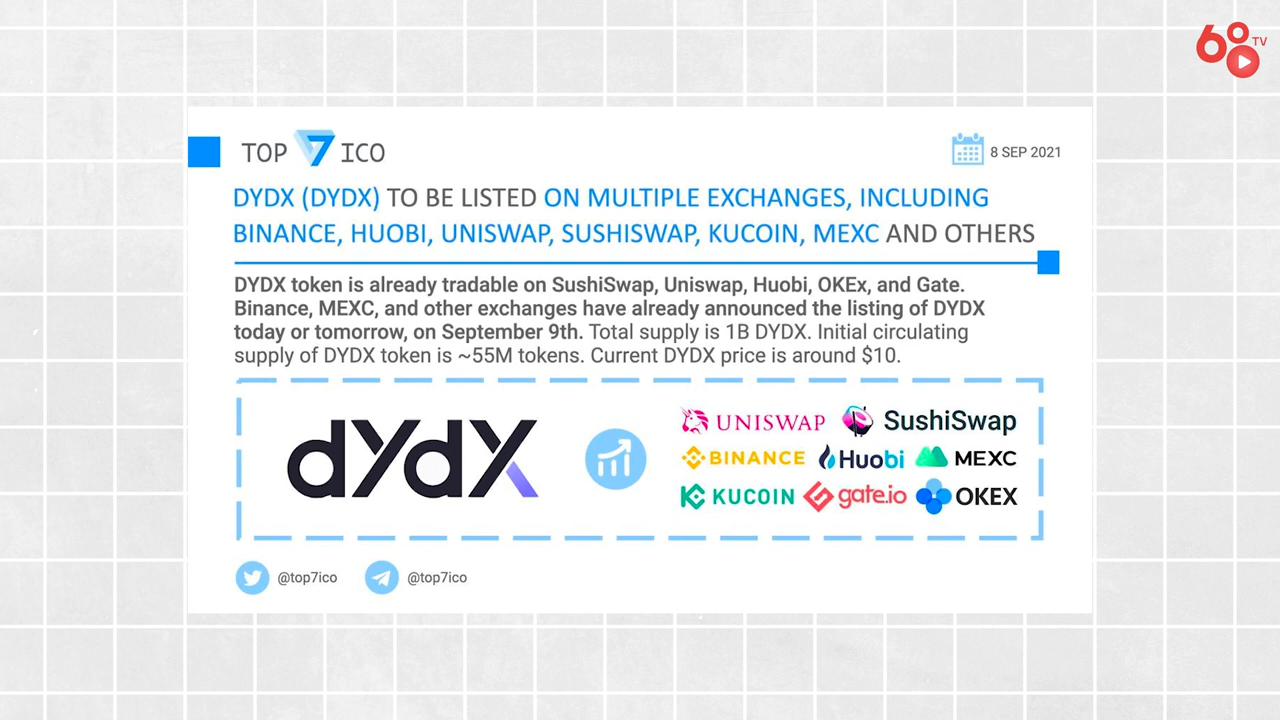 68 TV
TOP 7 ICO
8 SEP 2021
DYDX (DYDX) TO BE LISTED ON MULTIPLE EXCHANGES, INCLUDING
BINANCE, HUOBI, UNISWAP, SUSHISWAP, KUCOIN, MEXC AND OTHERS
DYDX token is already tradable on SushiSwap, Uniswap, Huobi, OKEx, and Gate.
Binance, MEXC, and other exchanges have already announced the listing of DYDX
today or tomorrow, on September 9th. Total supply is 1B DYDX. Initial circulating
supply of DYDX token is ~55M tokens. Current DYDX price is around $10.
dYdX
UNISWAP SushiSwap
BINANCE Huobi MEXC
KUCOIN gate.io OKEX
@top7ico @top7ico